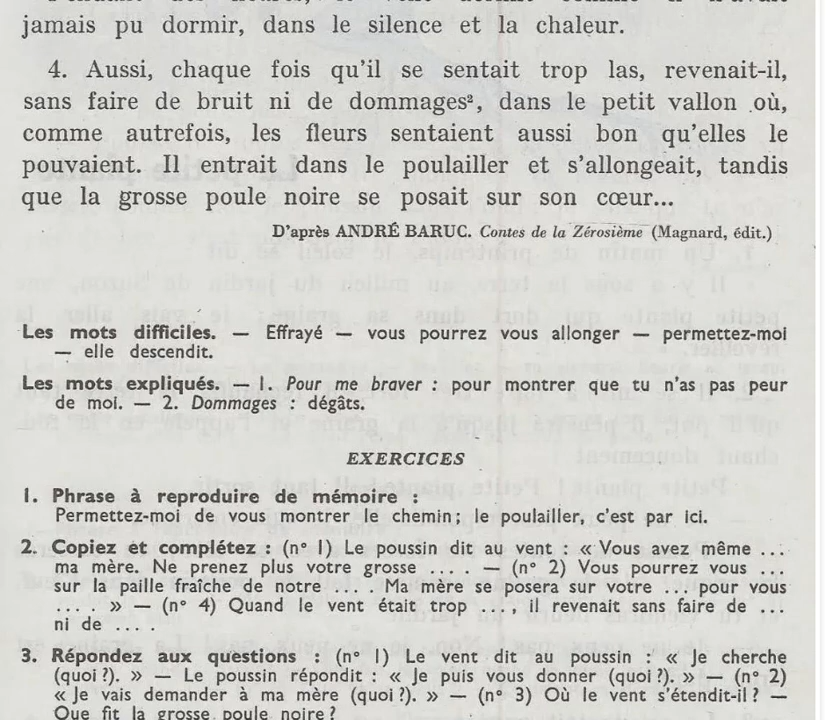 jamais pu dormir, dans le silence et la chaleur.
4. Aussi, chaque fois qu'il se sentait trop las, revenait-il,
sans faire de bruit ni de dommages², dans le petit vallon où,
comme autrefois, les fleurs sentaient aussi bon qu'elles le
pouvaient. Il entrait dans le poulailler et s'allongeait, tandis
que la grosse poule noire se posait sur son cœur...
D'après ANDRÉ BARUC. Contes de la Zérosième (Magnard, édit.)
Les mots difficiles. — Effrayé — vous pourrez vous allonger — permettez-moi
— elle descendit.
Les mots expliqués. — 1. Pour me braver : pour montrer que tu n'as pas peur
de moi. — 2. Dommages : dégâts.
EXERCICES
1. Phrase à reproduire de mémoire :
Permettez-moi de vous montrer le chemin; le poulailler, c'est par ici.
2. Copiez et complétez : (n° 1) Le poussin dit au vent : « Vous avez même ...
ma mère. Ne prenez plus votre grosse .... . — (n° 2) Vous pourrez vous ...
sur la paille fraîche de notre ... . Ma mère se posera sur votre ... pour vous
.... . » — (n° 4) Quand le vent était trop ..., il revenait sans faire de ...
ni de ... .
3. Répondez aux questions : (n° 1) Le vent dit au poussin : « Je cherche
(quoi ?). » — Le poussin répondit : « Je puis vous donner (quoi ?). » — (n° 2)
« Je vais demander à ma mère (quoi ?). » — (n° 3) Où le vent s'étendit-il ? —
Que fit la grosse poule noire ?